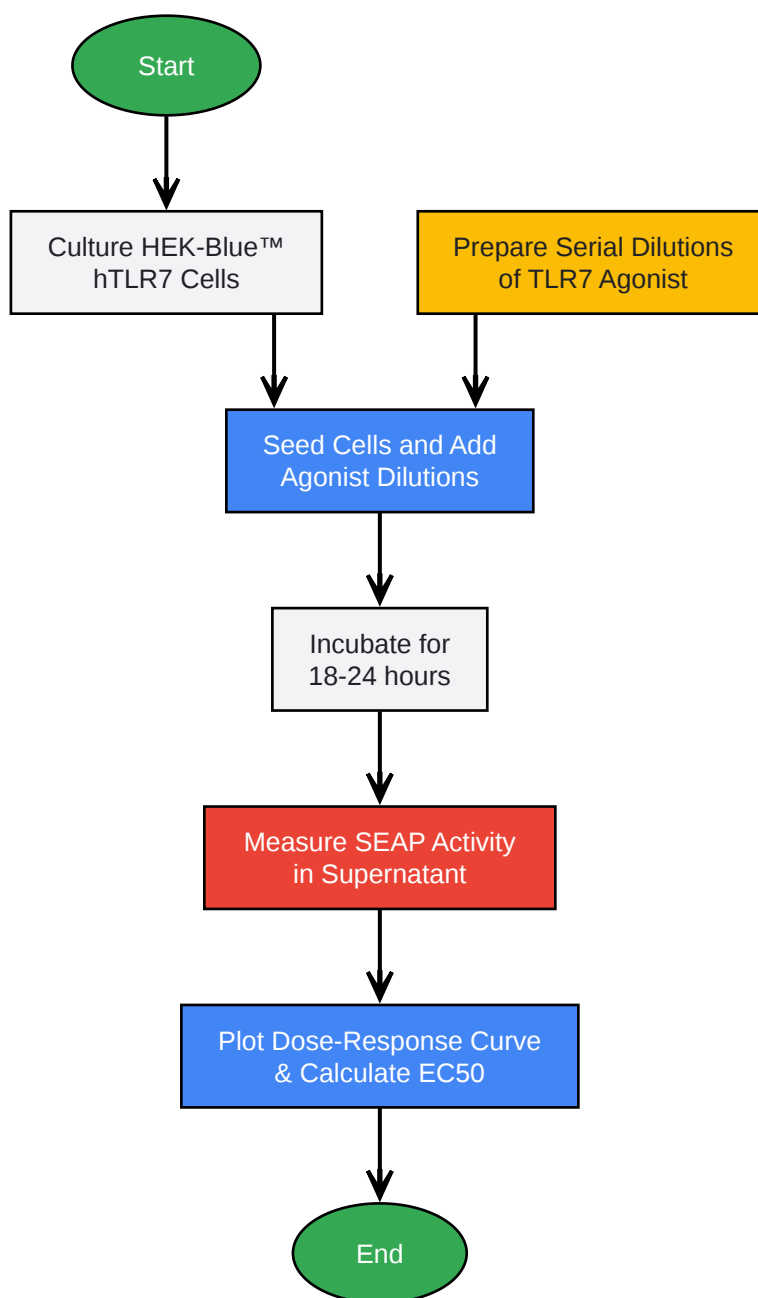 Start
Culture HEK-Blue™
hTLR7 Cells
Prepare Serial Dilutions
of TLR7 Agonist
Seed Cells and Add
Agonist Dilutions
Incubate for
18-24 hours
Measure SEAP Activity
in Supernatant
Plot Dose-Response Curve
& Calculate EC50
End